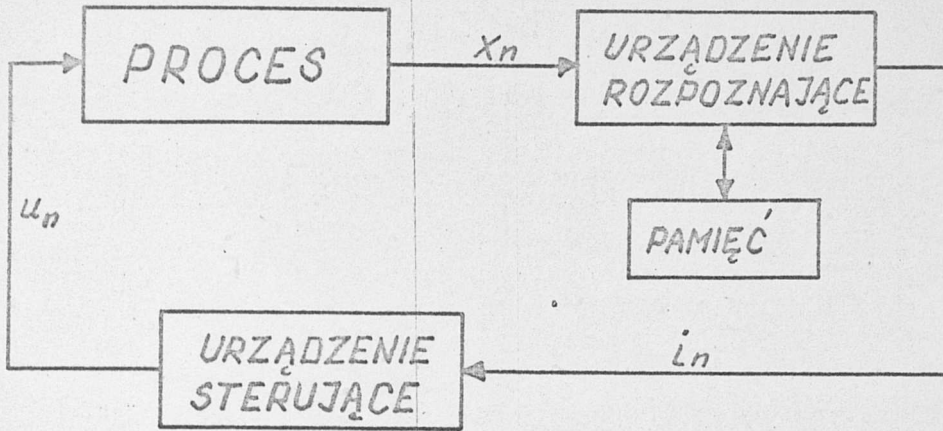 PROCES
xn
URZĄDZENIE
ROZPOZNAJĄCE
un
PAMIĘĆ
URZĄDZENIE
STERUJĄCE
in